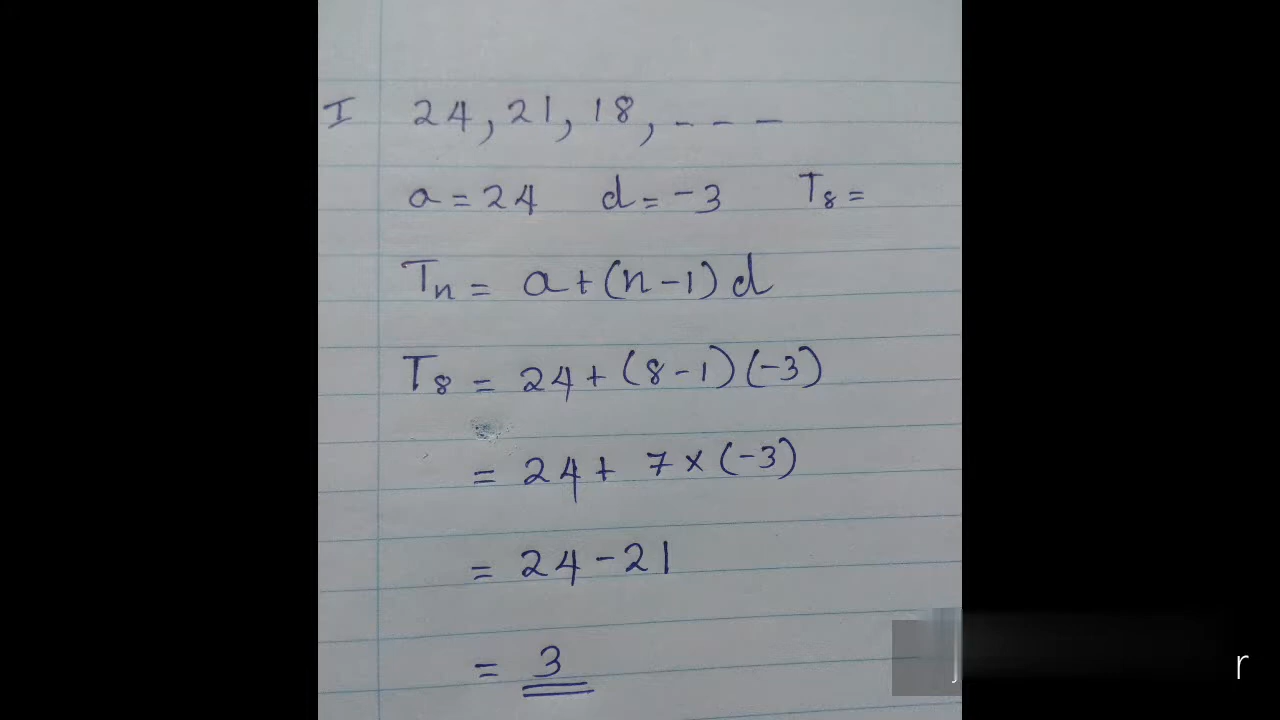 I 24, 21, 18, - - -
a = 24 d = -3 T8 =
Tn = a + (n - 1) d
T8 = 24 + (8 - 1) (-3)
= 24 + 7 × (-3)
= 24 - 21
= 3
r